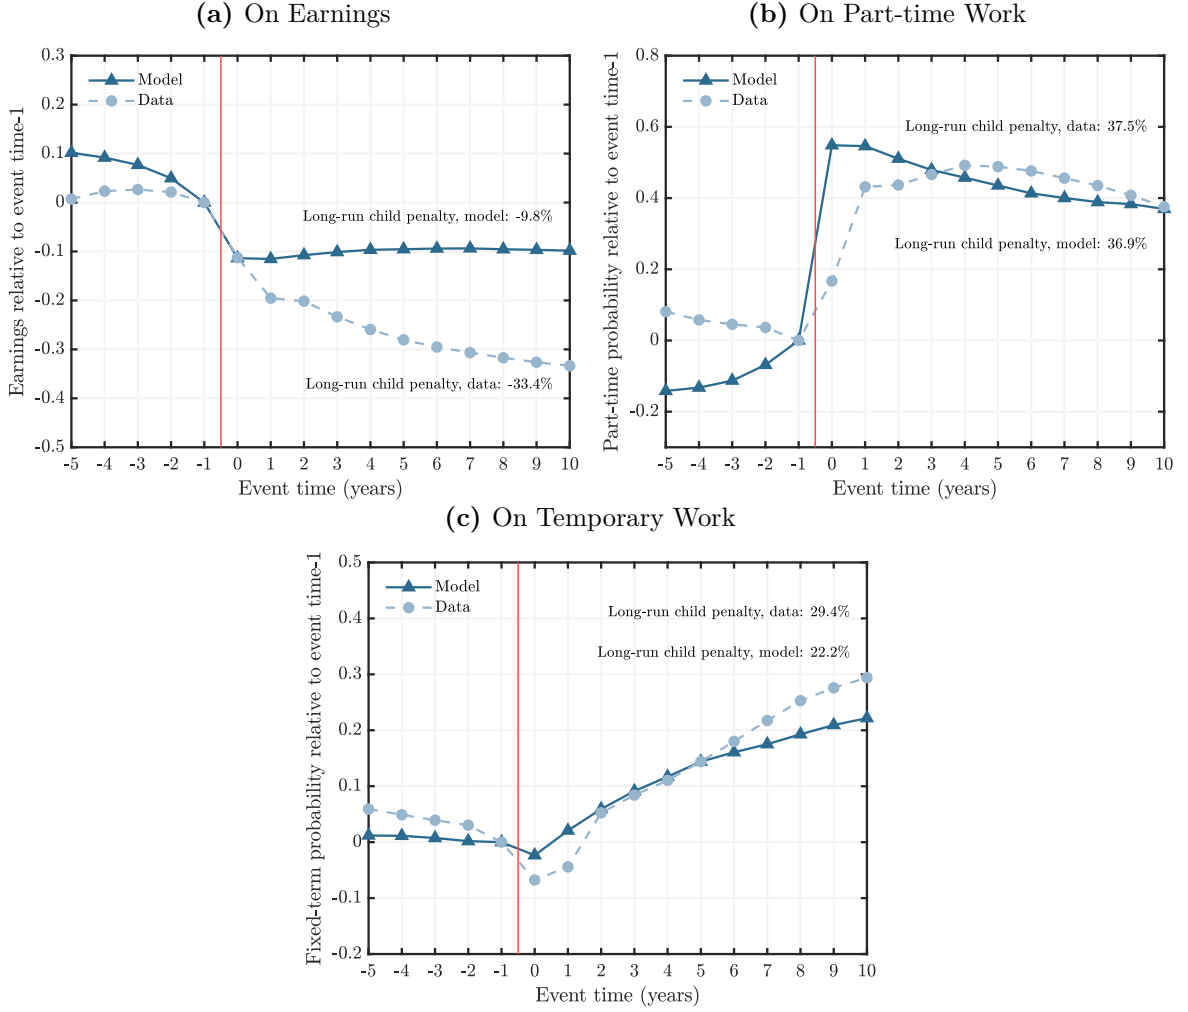 (a) On Earnings
Earnings relative to event time-1
0.3
0.2
0.1
0
-0.1
-0.2
-0.3
-0.4
-0.5
Model
Data
Long-run child penalty, model: -9.8%
Long-run child penalty, data: -33.4%
-5 -4 -3 -2 -1 0 1 2 3 4 5 6 7 8 9 10
Event time (years)
(b) On Part-time Work
Part-time probability relative to event time-1
0.8
0.6
0.4
0.2
0
-0.2
Model
Data
Long-run child penalty, data: 37.5%
Long-run child penalty, model: 36.9%
-5 -4 -3 -2 -1 0 1 2 3 4 5 6 7 8 9 10
Event time (years)
(c) On Temporary Work
Fixed-term probability relative to event time-1
0.5
0.4
0.3
0.2
0.1
0
-0.1
-0.2
Model
Data
Long-run child penalty, data: 29.4%
Long-run child penalty, model: 22.2%
-5 -4 -3 -2 -1 0 1 2 3 4 5 6 7 8 9 10
Event time (years)